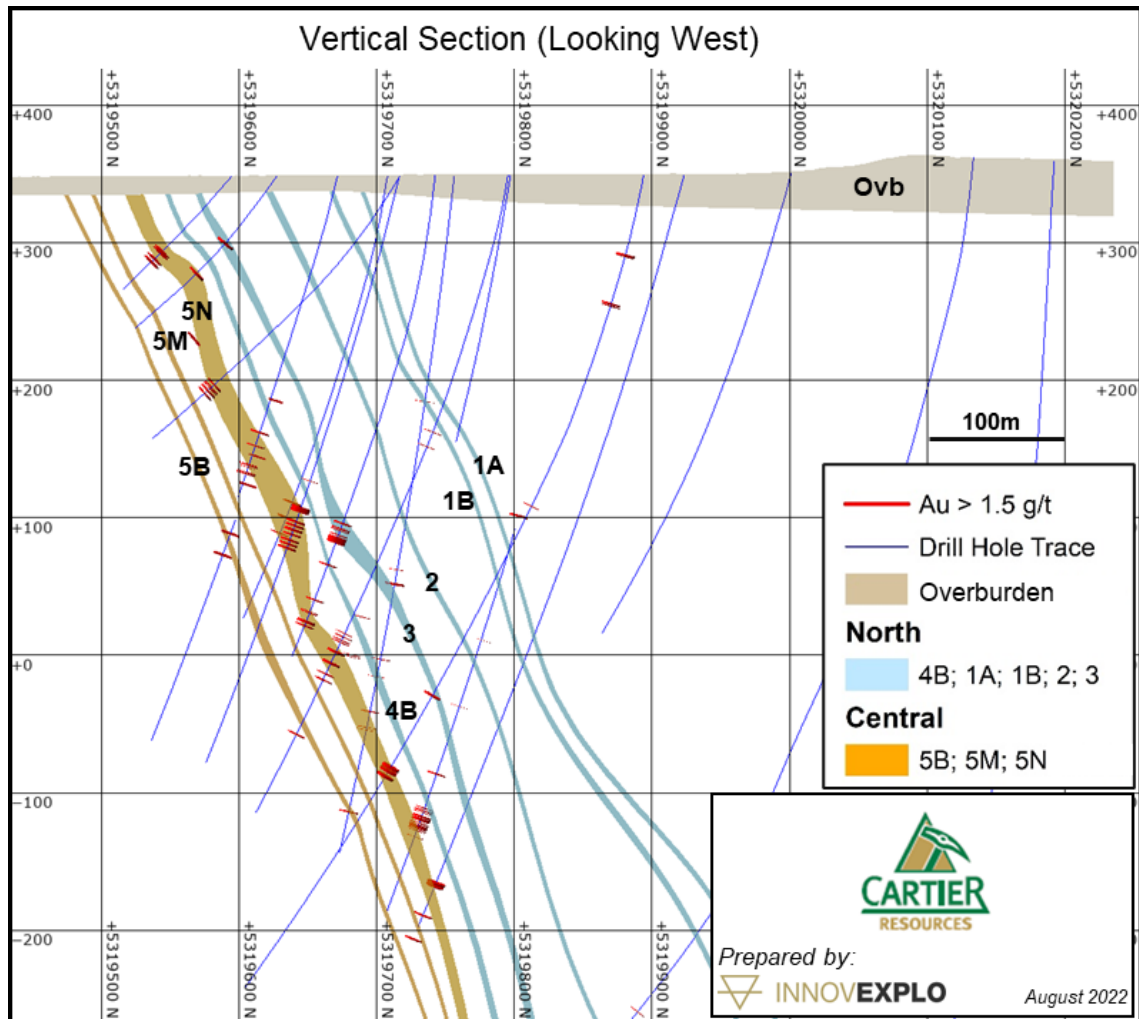 Vertical Section (Looking West)
+5319500 N
+5319600 N
+5319700 N
+5319800 N
+5319900 N
+5320000 N
+5320100 N
+5320200 N
+400
+400
Ovb
+300
+300
5N
5M
+200
+200
100m
5B
1A
1B
+100
2
3
+0
4B
−100
−200
Au > 1.5 g/t
Drill Hole Trace
Overburden
North
4B; 1A; 1B; 2; 3
Central
5B; 5M; 5N
CARTIER
RESOURCES
Prepared by:
INNOVEXPLO
August 2022
+5319500 N
+5319600 N
+5319700 N
+5319800 N
+5319900 N